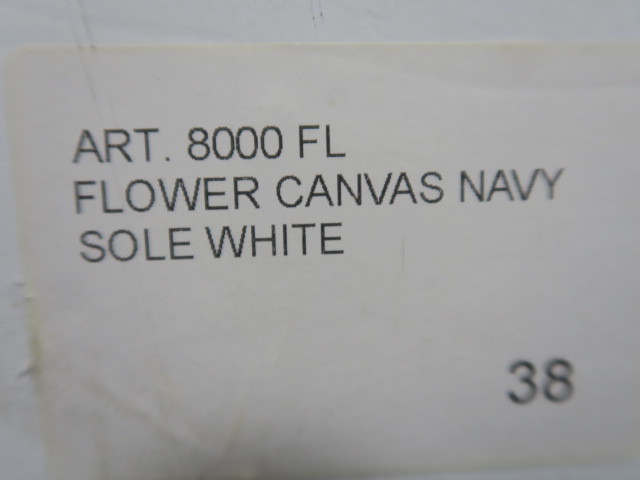 ART. 8000 FL
FLOWER CANVAS NAVY
SOLE WHITE
38